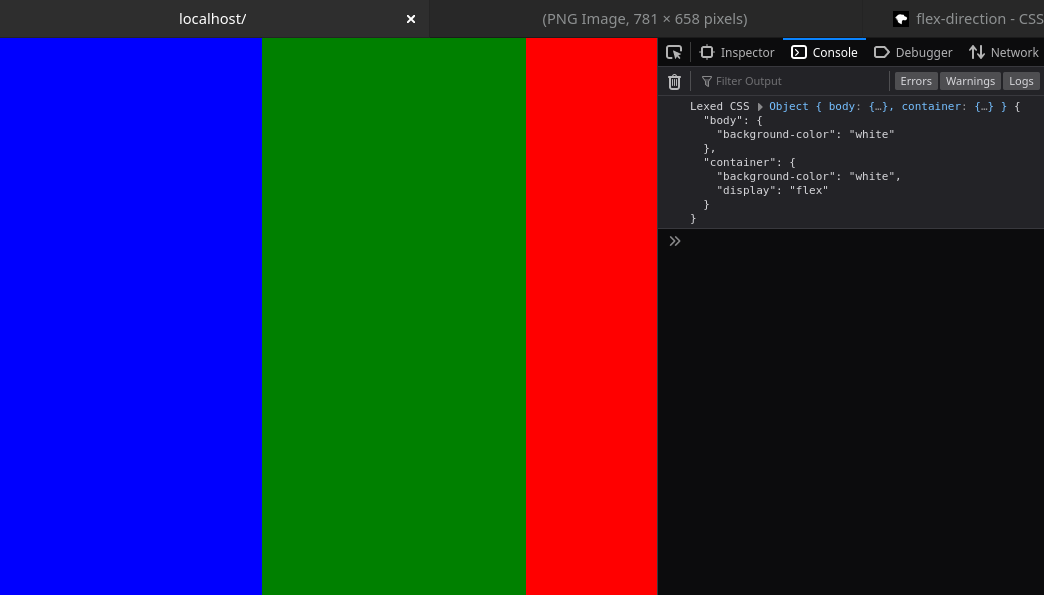 localhost/ × (PNG Image, 781 × 658 pixels) flex-direction - CSS
Inspector Console Debugger Network
Filter Output Errors Warnings Logs
Lexed CSS ▶ Object { body: {…}, container: {…} } {
"body": {
"background-color": "white"
},
"container": {
"background-color": "white",
"display": "flex"
}
}